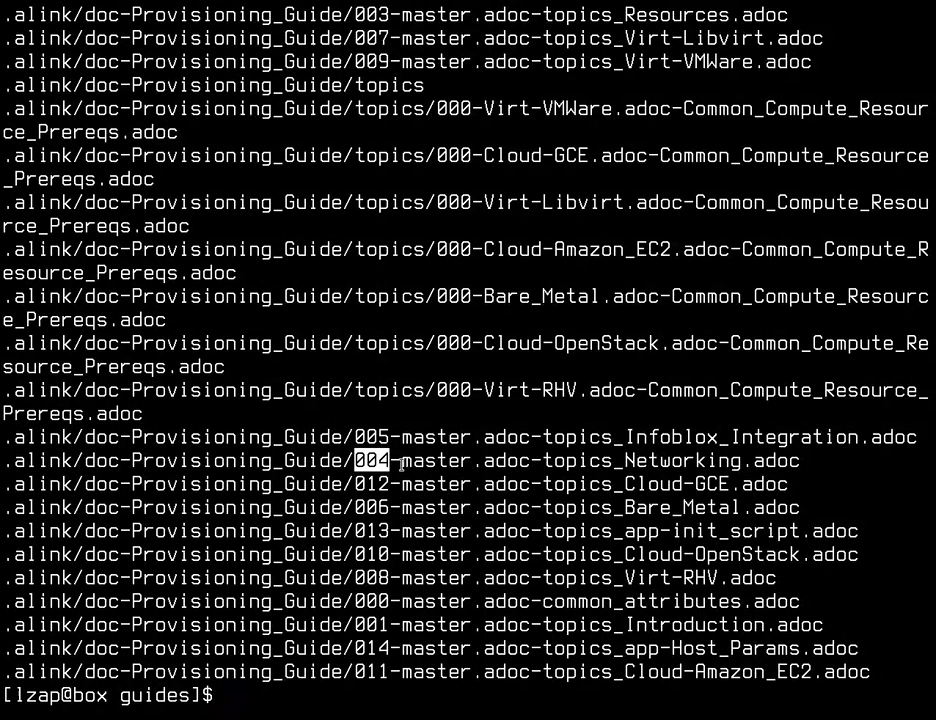 .alink/doc-Provisioning_Guide/003-master.adoc-topics_Resources.adoc
.alink/doc-Provisioning_Guide/007-master.adoc-topics_Virt-Libvirt.adoc
.alink/doc-Provisioning_Guide/009-master.adoc-topics_Virt-VMWare.adoc
.alink/doc-Provisioning_Guide/topics
.alink/doc-Provisioning_Guide/topics/000-Virt-VMWare.adoc-Common_Compute_Resour
ce_Prereqs.adoc
.alink/doc-Provisioning_Guide/topics/000-Cloud-GCE.adoc-Common_Compute_Resource
_Prereqs.adoc
.alink/doc-Provisioning_Guide/topics/000-Virt-Libvirt.adoc-Common_Compute_Resou
rce_Prereqs.adoc
.alink/doc-Provisioning_Guide/topics/000-Cloud-Amazon_EC2.adoc-Common_Compute_R
esource_Prereqs.adoc
.alink/doc-Provisioning_Guide/topics/000-Bare_Metal.adoc-Common_Compute_Resourc
e_Prereqs.adoc
.alink/doc-Provisioning_Guide/topics/000-Cloud-OpenStack.adoc-Common_Compute_Re
source_Prereqs.adoc
.alink/doc-Provisioning_Guide/topics/000-Virt-RHV.adoc-Common_Compute_Resource_
Prereqs.adoc
.alink/doc-Provisioning_Guide/005-master.adoc-topics_Infoblox_Integration.adoc
.alink/doc-Provisioning_Guide/004-master.adoc-topics_Networking.adoc
.alink/doc-Provisioning_Guide/012-master.adoc-topics_Cloud-GCE.adoc
.alink/doc-Provisioning_Guide/006-master.adoc-topics_Bare_Metal.adoc
.alink/doc-Provisioning_Guide/013-master.adoc-topics_app-init_script.adoc
.alink/doc-Provisioning_Guide/010-master.adoc-topics_Cloud-OpenStack.adoc
.alink/doc-Provisioning_Guide/008-master.adoc-topics_Virt-RHV.adoc
.alink/doc-Provisioning_Guide/000-master.adoc-common_attributes.adoc
.alink/doc-Provisioning_Guide/001-master.adoc-topics_Introduction.adoc
.alink/doc-Provisioning_Guide/014-master.adoc-topics_app-Host_Params.adoc
.alink/doc-Provisioning_Guide/011-master.adoc-topics_Cloud-Amazon_EC2.adoc
[lzap@box guides]$